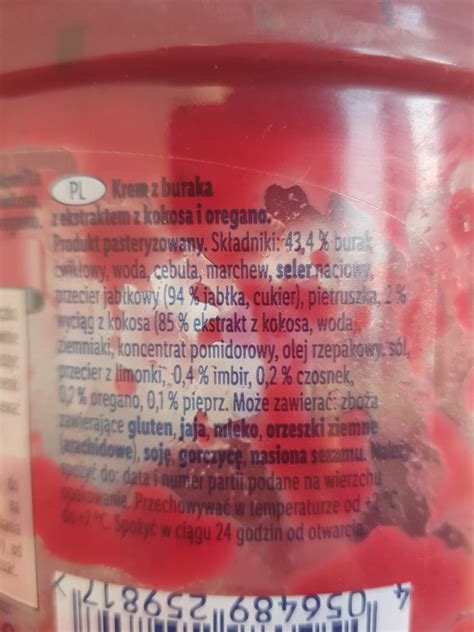 PL Krem z buraka
z ekstraktem z kokosa i oregano.
Produkt pasteryzowany. Składniki: 43,4 % burak
ćwikłowy, woda, cebula, marchew, seler naciowy,
przecier jabłkowy (94 % jabłka, cukier), pietruszka, 2 %
wyciąg z kokosa (85 % ekstrakt z kokosa, woda),
ziemniaki, koncentrat pomidorowy, olej rzepakowy, sól,
przecier z limonki, 0,4 % imbir, 0,2 % czosnek,
0,2 % oregano, 0,1 % pieprz. Może zawierać: zboża
zawierające gluten, jaja, mleko, orzeszki ziemne
(arachidowe), soję, gorczycę, nasiona sezamu. Należy
spożyć do: data i numer partii podane na wierzchu
opakowania. Przechowywać w temperaturze od +2 °C
do +7 °C. Spożyć w ciągu 24 godzin od otwarcia.
4 056489 259817 >